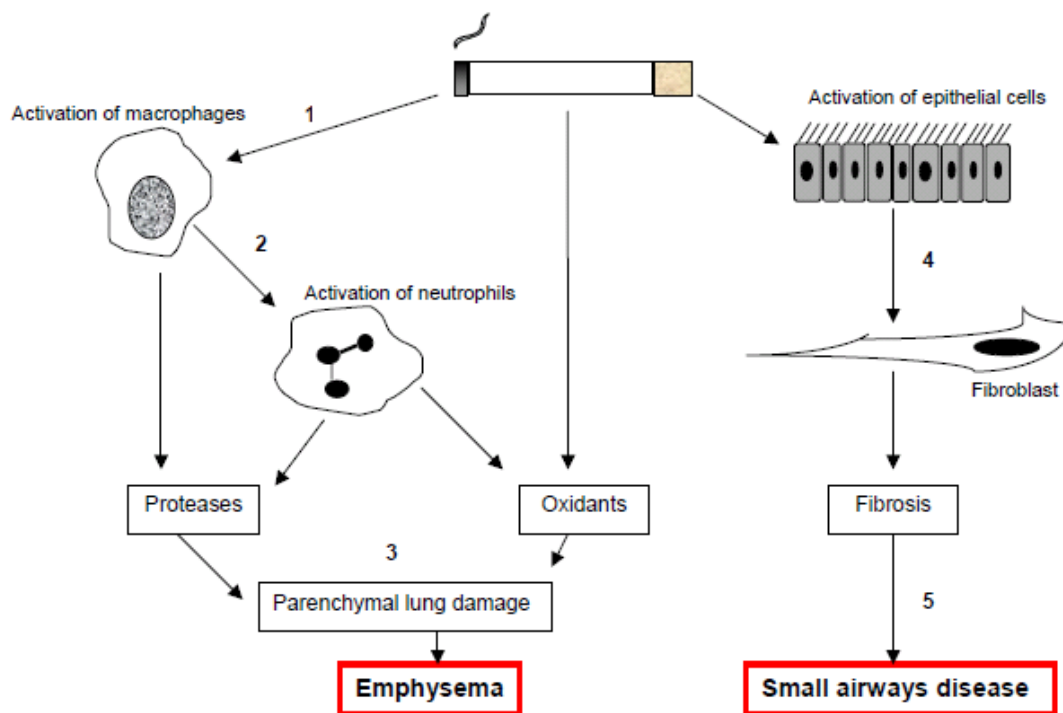 Activation of macrophages
1
Activation of epithelial cells
2
4
Activation of neutrophils
Fibroblast
Proteases
Oxidants
Fibrosis
3
Parenchymal lung damage
5
Emphysema
Small airways disease